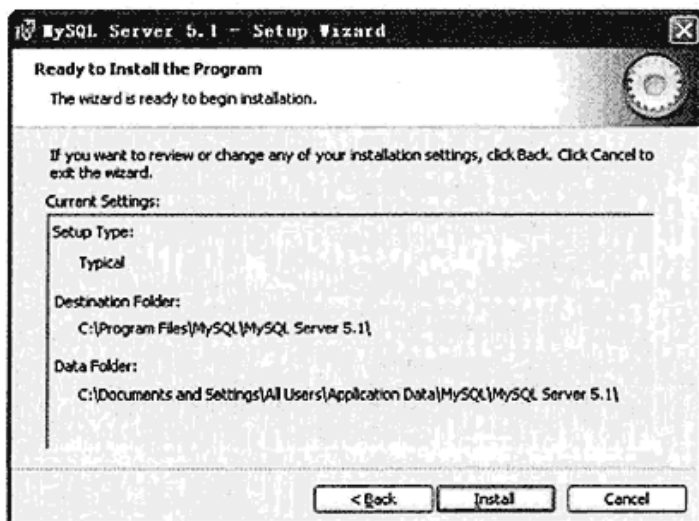 MySQL Server 5.1 - Setup Wizard
Ready to Install the Program
The wizard is ready to begin installation.
If you want to review or change any of your installation settings, click Back. Click Cancel to
exit the wizard.
Current Settings:
Setup Type:
Typical
Destination Folder:
C:\Program Files\MySQL\MySQL Server 5.1\
Data Folder:
C:\Documents and Settings\All Users\Application Data\MySQL\MySQL Server 5.1\
< Back
Install
Cancel